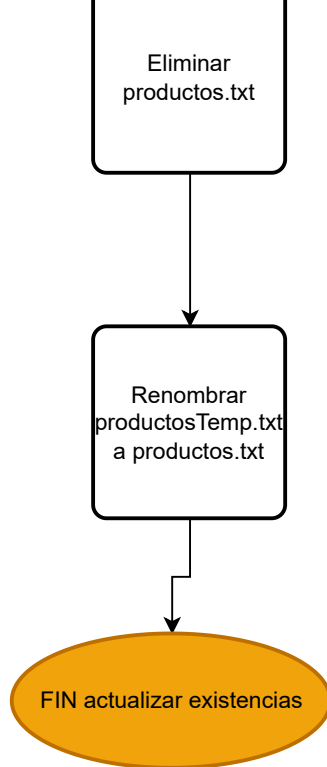 Eliminar
productos.txt
Renombrar
productosTemp.txt
a productos.txt
FIN actualizar existencias